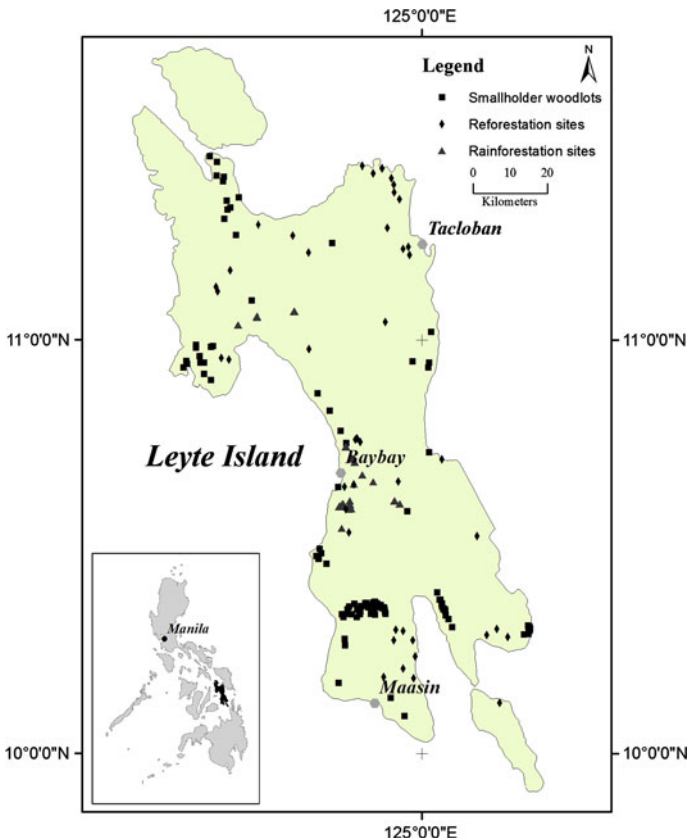 125°0'0"E
N
Legend
Smallholder woodlots
Reforestation sites
Rainforestation sites
0 10 20
Kilometers
Tacloban
11°0'0"N 11°0'0"N
Leyte Island
Baybay
Manila
Maasin
10°0'0"N 10°0'0"N
125°0'0"E